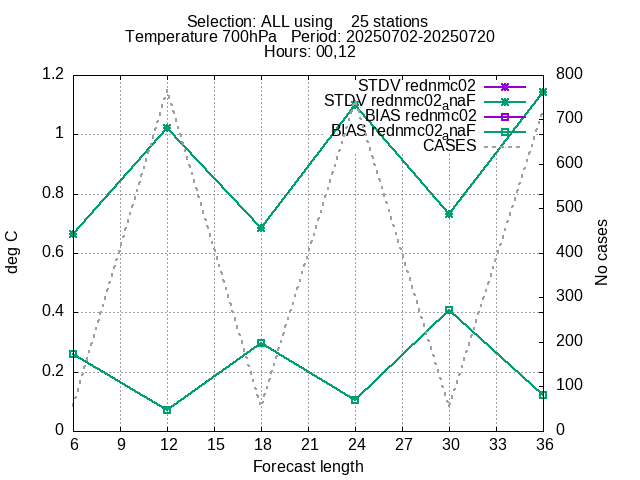 Selection: ALL using    25 stations
Temperature 700hPa   Period: 20250702-20250720
Hours: 00,12
STDV rednmc02
STDV rednmc02_anaF
BIAS rednmc02
BIAS rednmc02_anaF
CASES
1.2
1
0.8
0.6
0.4
0.2
0
deg C
800
700
600
500
400
300
200
100
0
No cases
6 9 12 15 18 21 24 27 30 33 36
Forecast length